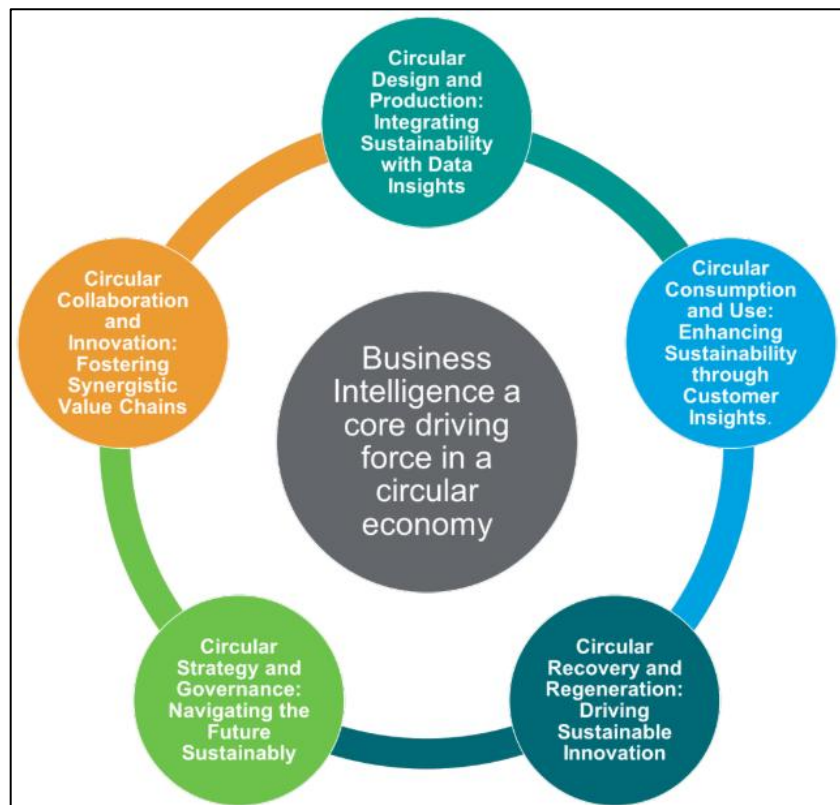 Circular
Design and
Production:
Integrating
Sustainability
with Data
Insights
Circular
Consumption
and Use:
Enhancing
Sustainability
through
Customer
Insights.
Circular
Recovery and
Regeneration:
Driving
Sustainable
Innovation
Circular
Strategy and
Governance:
Navigating the
Future
Sustainably
Circular
Collaboration
and
Innovation:
Fostering
Synergistic
Value Chains
Business
Intelligence a
core driving
force in a
circular
economy